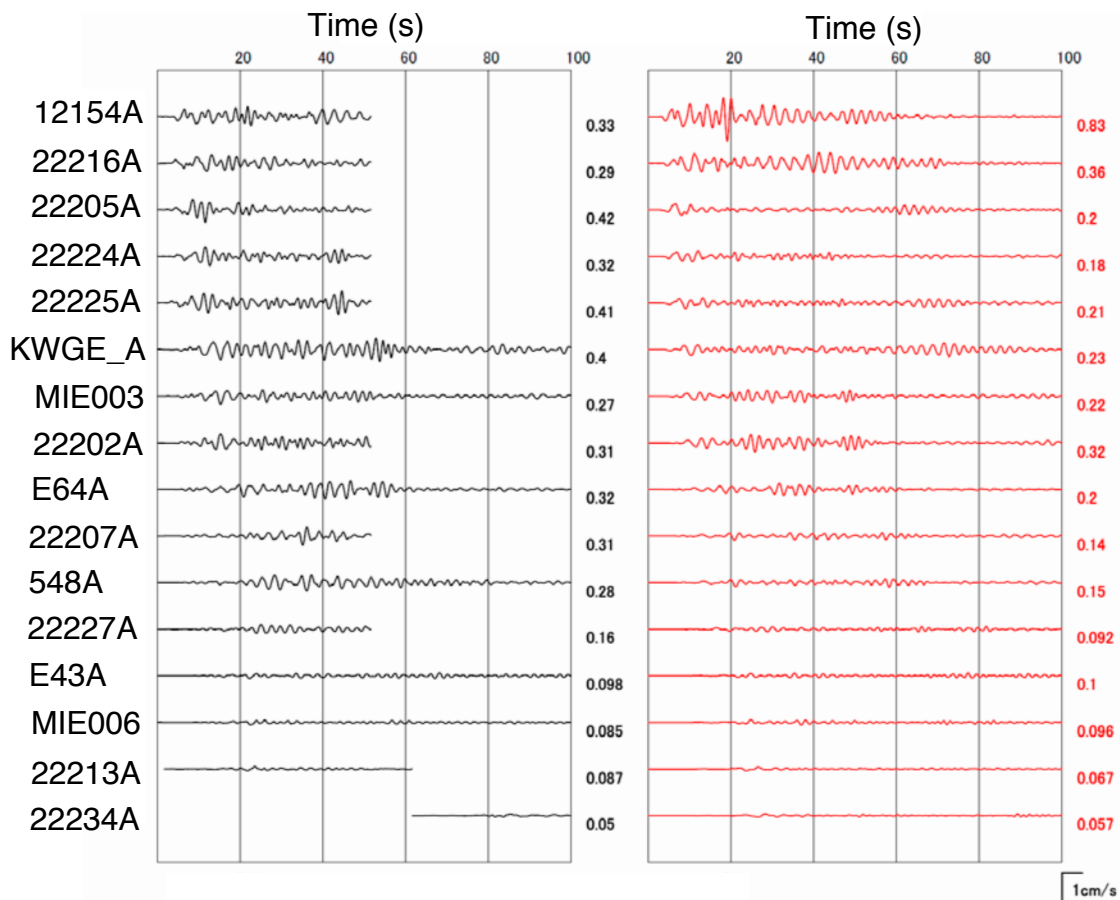 Time (s) Time (s)
20 40 60 80 100 20 40 60 80 100
12154A 0.33 0.83
22216A 0.29 0.36
22205A 0.42 0.2
22224A 0.32 0.18
22225A 0.41 0.21
KWGE_A 0.4 0.23
MIE003 0.27 0.22
22202A 0.31 0.32
E64A 0.32 0.2
22207A 0.31 0.14
548A 0.28 0.15
22227A 0.16 0.092
E43A 0.098 0.1
MIE006 0.085 0.096
22213A 0.087 0.067
22234A 0.05 0.057
1cm/s